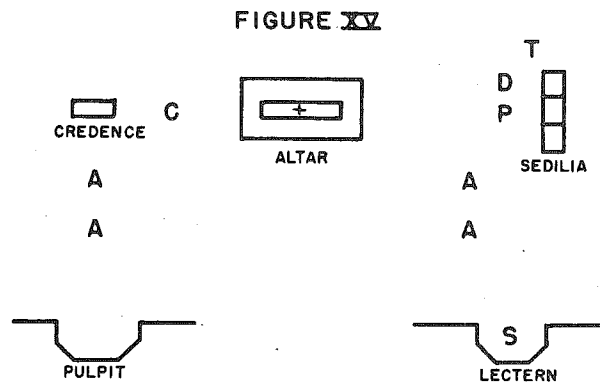 FIGURE XV
T
D
P
C
CREDENCE
ALTAR
SEDILIA
A
A
A
A
S
PULPIT
LECTERN